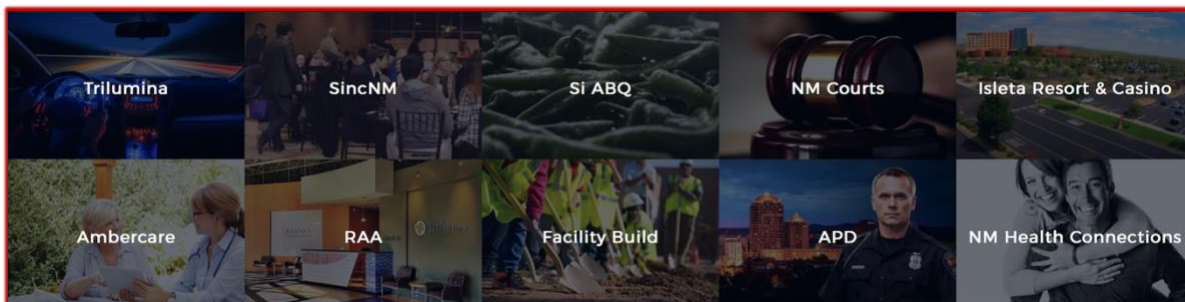 Trilumina
SincNM
Si ABQ
NM Courts
Isleta Resort & Casino
Ambercare
RAA
Facility Build
APD
NM Health Connections